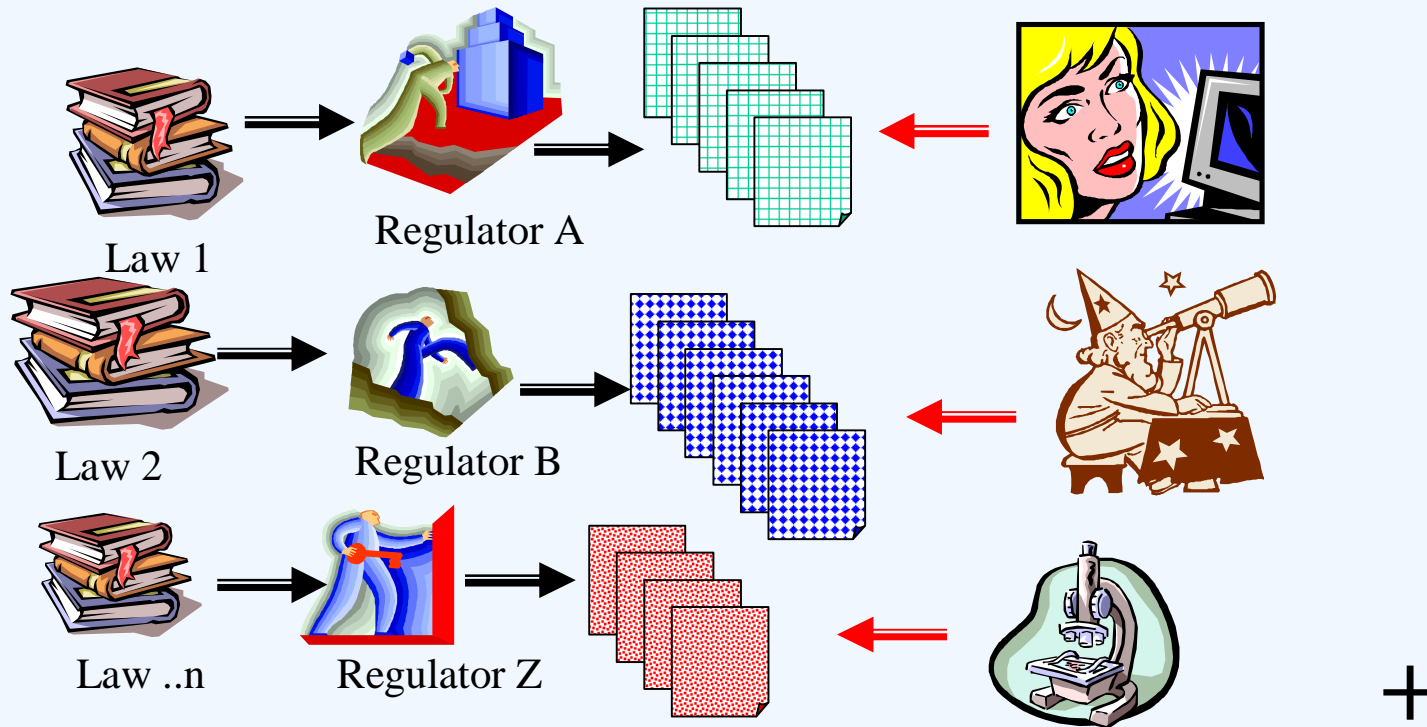 Law 1
Regulator A
Law 2
Regulator B
Law ..n
Regulator Z
+